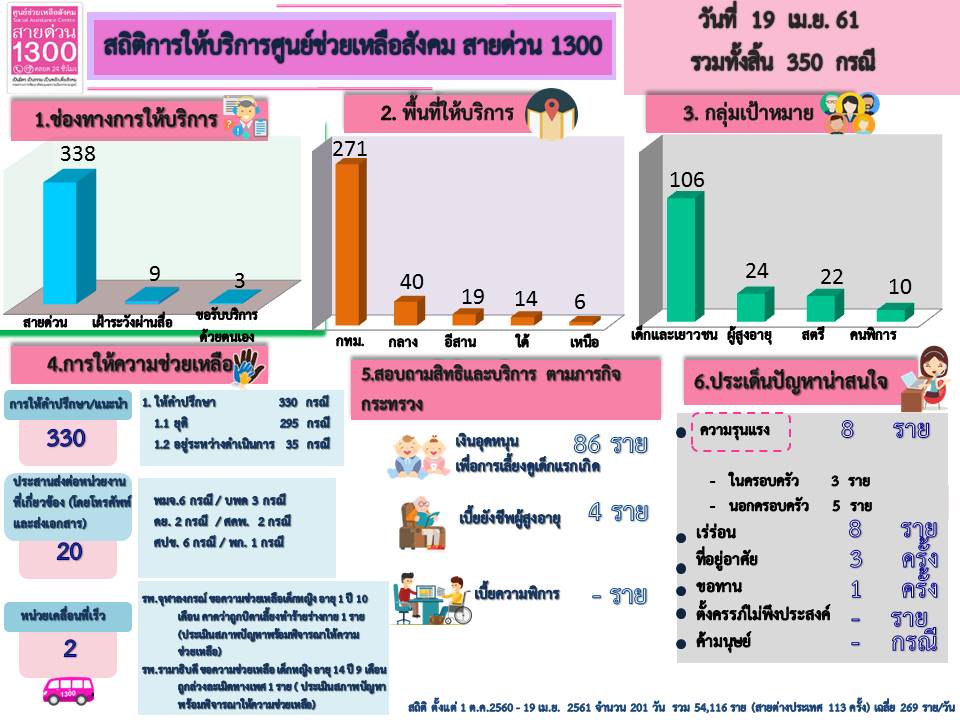 ศูนย์ช่วยเหลือสังคม
Social Assistance Center
สายด่วน
1300
ตลอด 24 ชั่วโมง
สถิติการให้บริการศูนย์ช่วยเหลือสังคม สายด่วน 1300
วันที่ 19 เม.ย. 61
รวมทั้งสิ้น 350 กรณี
1.ช่องทางการให้บริการ
338
9
3
สายด่วน
เฝ้าระวังผ่านสื่อ
ขอรับบริการ
ด้วยตนเอง
2. พื้นที่ให้บริการ
271
40
19
14
6
กทม.
กลาง
อีสาน
ใต้
เหนือ
3. กลุ่มเป้าหมาย
106
24
22
10
เด็กและเยาวชน
ผู้สูงอายุ
สตรี
คนพิการ
4.การให้ความช่วยเหลือ
การให้คำปรึกษา/แนะนำ
330
1. ให้คำปรึกษา 330 กรณี
1.1 ยุติ 295 กรณี
1.2 อยู่ระหว่างดำเนินการ 35 กรณี
ประสานส่งต่อหน่วยงาน
ที่เกี่ยวข้อง (โดยโทรศัพท์
และส่งเอกสาร)
20
พมจ.6 กรณี / บพด 3 กรณี
ดย. 2 กรณี / สคพ. 2 กรณี
สปช. 6 กรณี / พก. 1 กรณี
หน่วยเคลื่อนที่เร็ว
2
1300
รพ.จุฬาลงกรณ์ ขอความช่วยเหลือเด็กหญิง อายุ 1 ปี 10
เดือน คาดว่าถูกบิดาเลี้ยงทำร้ายร่างกาย 1 ราย
(ประเมินสภาพปัญหาพร้อมพิจารณาให้ความ
ช่วยเหลือ)
รพ.รามาธิบดี ขอความช่วยเหลือ เด็กหญิง อายุ 14 ปี 9 เดือน
ถูกล่วงละเมิดทางเพศ 1 ราย ( ประเมินสภาพปัญหา
พร้อมพิจารณาให้ความช่วยเหลือ)
5.สอบถามสิทธิและบริการ ตามภารกิจ
กระทรวง
เงินอุดหนุน 86 ราย
เพื่อการเลี้ยงดูเด็กแรกเกิด
เบี้ยยังชีพผู้สูงอายุ 4 ราย
เบี้ยความพิการ - ราย
6.ประเด็นปัญหาน่าสนใจ
ความรุนแรง 8 ราย
- ในครอบครัว 3 ราย
- นอกครอบครัว 5 ราย
เร่ร่อน 8 ราย
ที่อยู่อาศัย 3 ครั้ง
ขอทาน 1 ครั้ง
ตั้งครรภ์ไม่พึงประสงค์ - ราย
ค้ามนุษย์ - กรณี
สถิติ ตั้งแต่ 1 ต.ค.2560 - 19 เม.ย. 2561 จำนวน 201 วัน รวม 54,116 ราย (สายต่างประเทศ 113 ครั้ง) เฉลี่ย 269 ราย/วัน